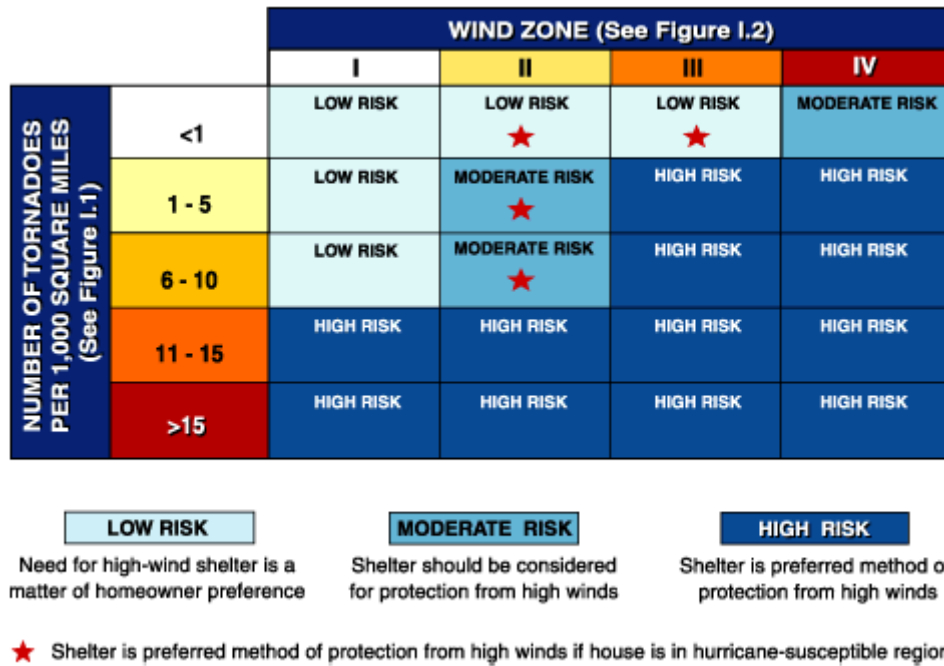 WIND ZONE (See Figure I.2)
I II III IV
NUMBER OF TORNADOES
PER 1,000 SQUARE MILES
(See Figure I.1)
<1 LOW RISK LOW RISK LOW RISK MODERATE RISK
1 - 5 LOW RISK MODERATE RISK HIGH RISK HIGH RISK
6 - 10 LOW RISK MODERATE RISK HIGH RISK HIGH RISK
11 - 15 HIGH RISK HIGH RISK HIGH RISK HIGH RISK
>15 HIGH RISK HIGH RISK HIGH RISK HIGH RISK
LOW RISK
Need for high-wind shelter is a
matter of homeowner preference
MODERATE RISK
Shelter should be considered
for protection from high winds
HIGH RISK
Shelter is preferred method o
protection from high winds
Shelter is preferred method of protection from high winds if house is in hurricane-susceptible region